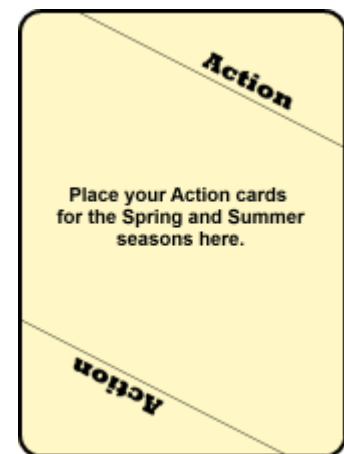 Action
Place your Action cards
for the Spring and Summer
seasons here.
Action